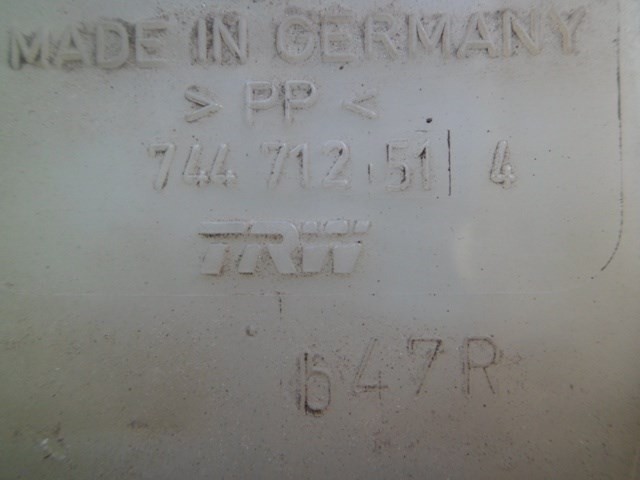 MADE IN GERMANY
> PP <
744 712 51 4
TRW
647R